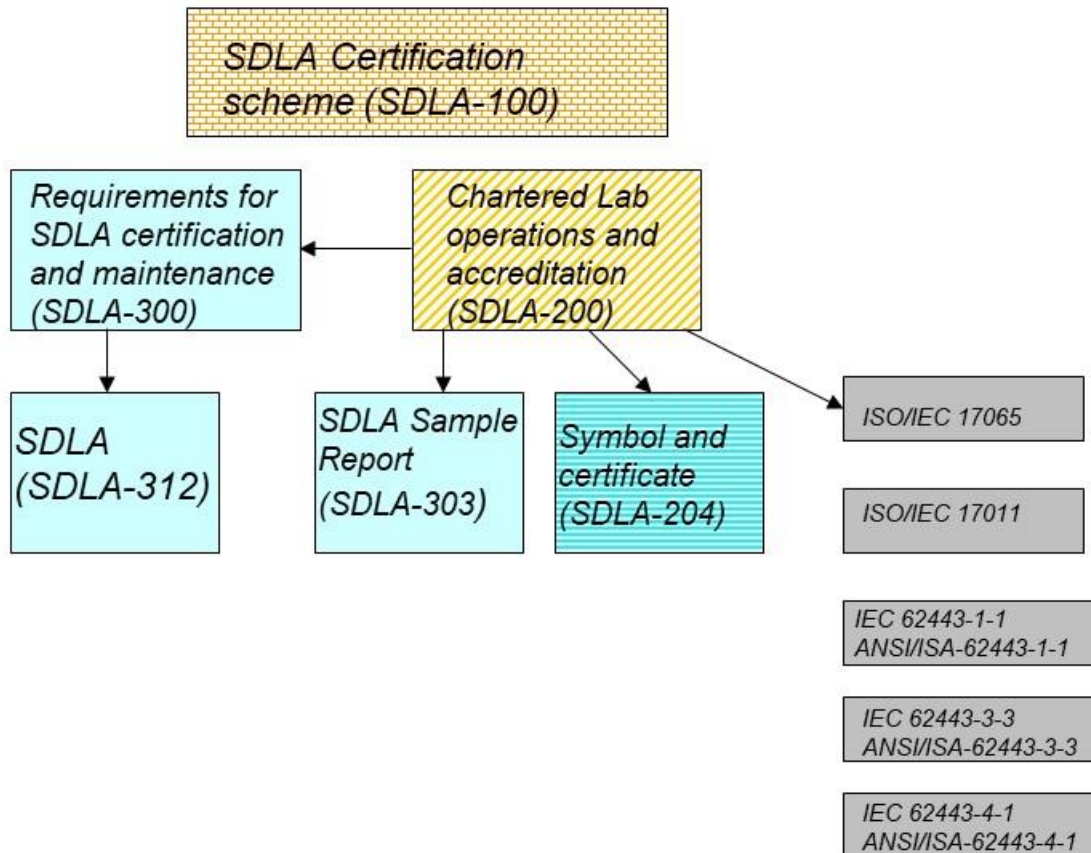 SDLA Certification
scheme (SDLA-100)
Requirements for
SDLA certification
and maintenance
(SDLA-300)
Chartered Lab
operations and
accreditation
(SDLA-200)
SDLA
(SDLA-312)
SDLA Sample
Report
(SDLA-303)
Symbol and
certificate
(SDLA-204)
ISO/IEC 17065
ISO/IEC 17011
IEC 62443-1-1
ANSI/ISA-62443-1-1
IEC 62443-3-3
ANSI/ISA-62443-3-3
IEC 62443-4-1
ANSI/ISA-62443-4-1